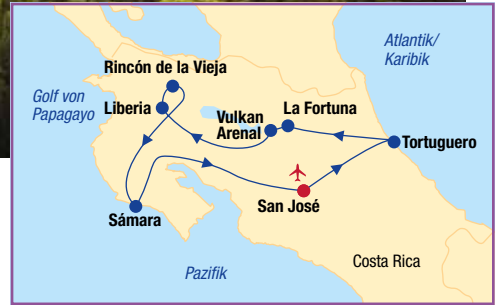 Atlantik/
Karibik
Rincón de la Vieja
Golf von
Papagayo
Liberia
La Fortuna
Vulkan
Arenal
Tortuguero
San José
Sámara
Costa Rica
Pazifik